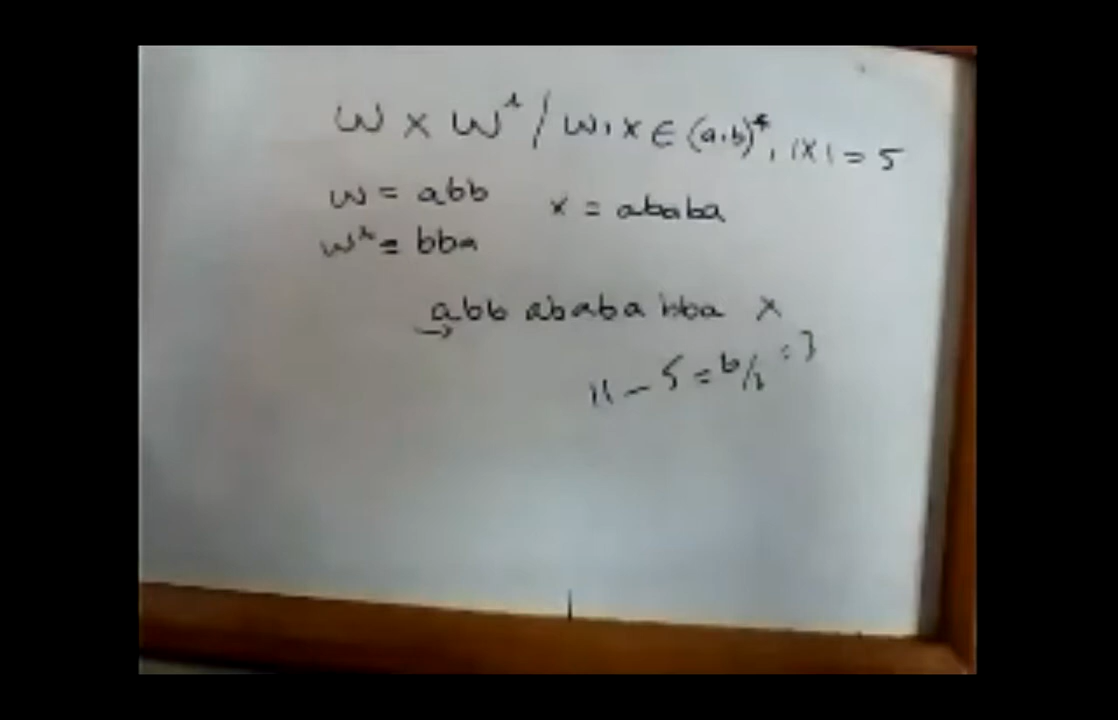 w x w^r / w, x ∈ (a,b)^*, |x| = 5
w = abb x = ababa
w^r = bba
abb ababa bba x
11 - 5 = 6/2 = 3